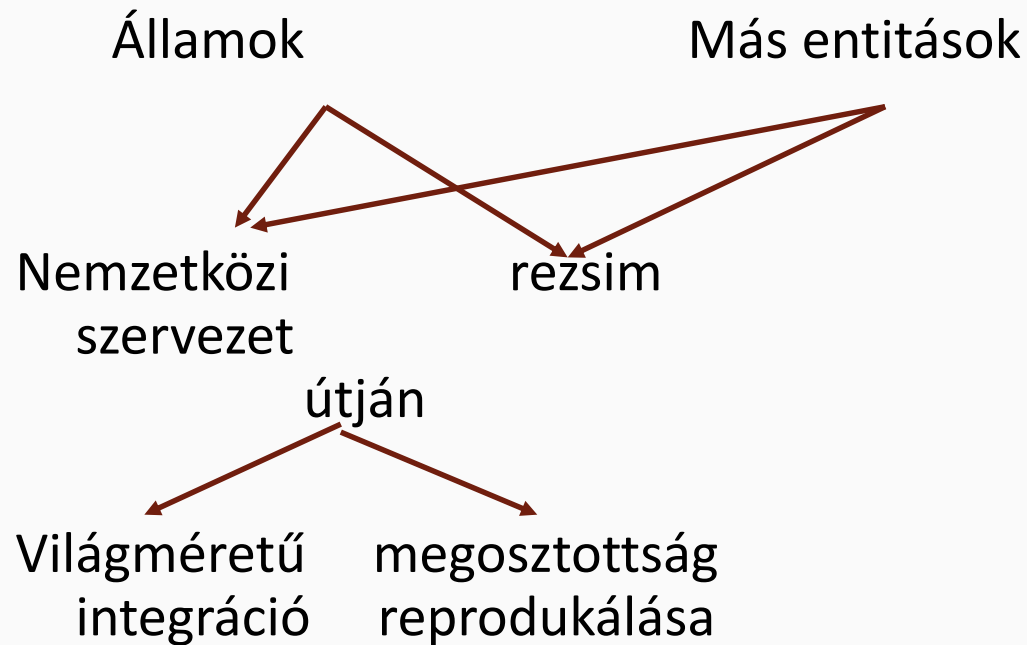 Államok Más entitások
Nemzetközi rezsim
szervezet
útján
Világméretű megosztottság
integráció reprodukálása